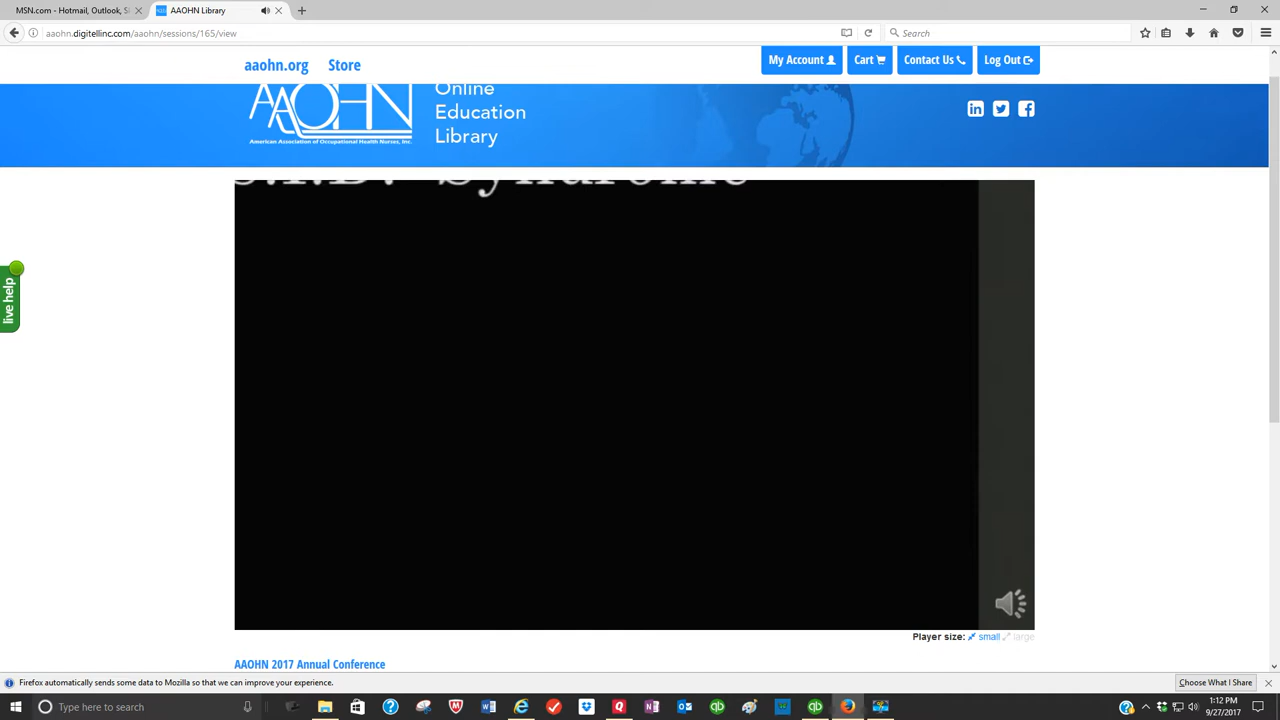 MSN.com - Hotmail, Outlook, S
AAOHN Library
aaohn.digitellinc.com/aaohn/sessions/165/view
Search
aaohn.org
Store
My Account
Cart
Contact Us
Log Out
AAOHN
American Association of Occupational Health Nurses, Inc.
Online
Education
Library
live help
Syndrome
Player size: small large
AAOHN 2017 Annual Conference
Firefox automatically sends some data to Mozilla so that we can improve your experience.
Choose What I Share
Type here to search
1:12 PM
9/27/2017